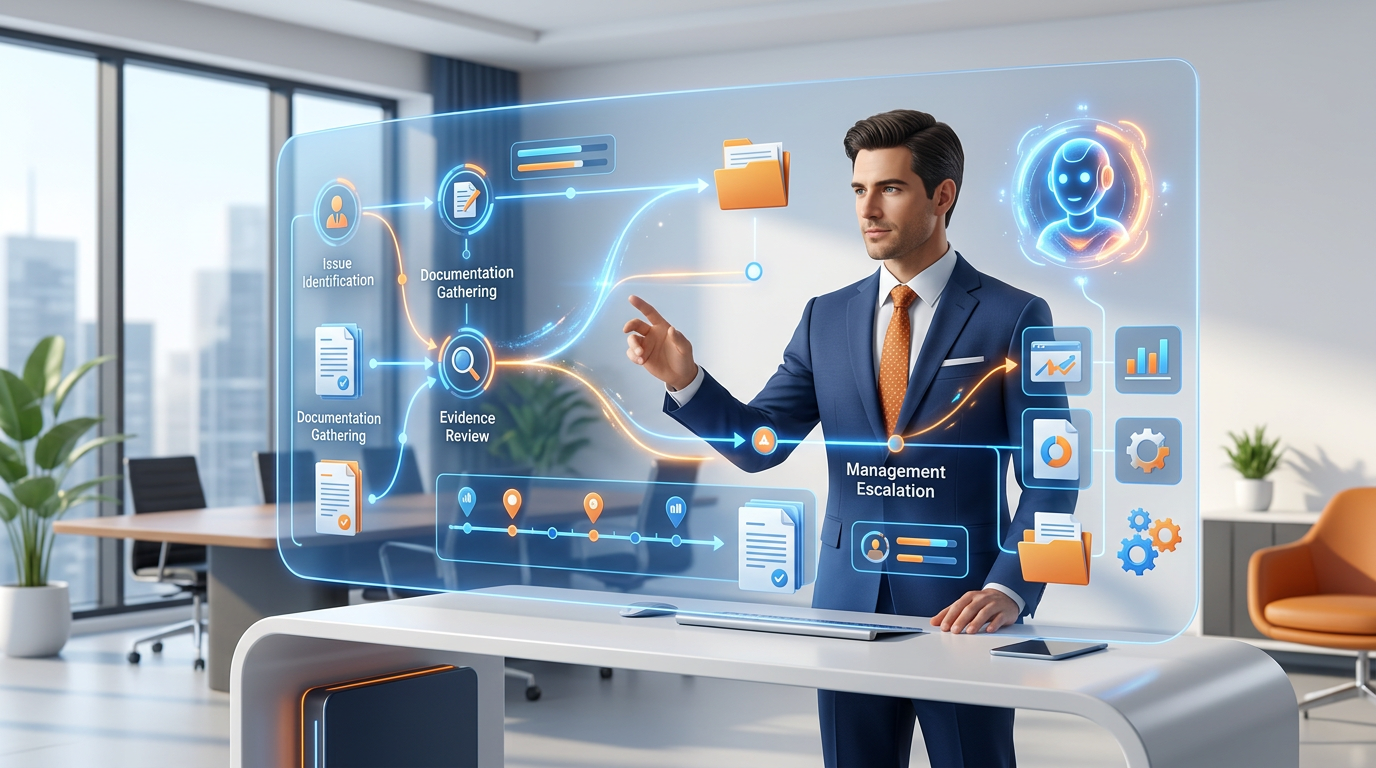 Issue
Identification
Documentation
Gathering
Documentation
Gathering
Evidence
Review
Management
Escalation